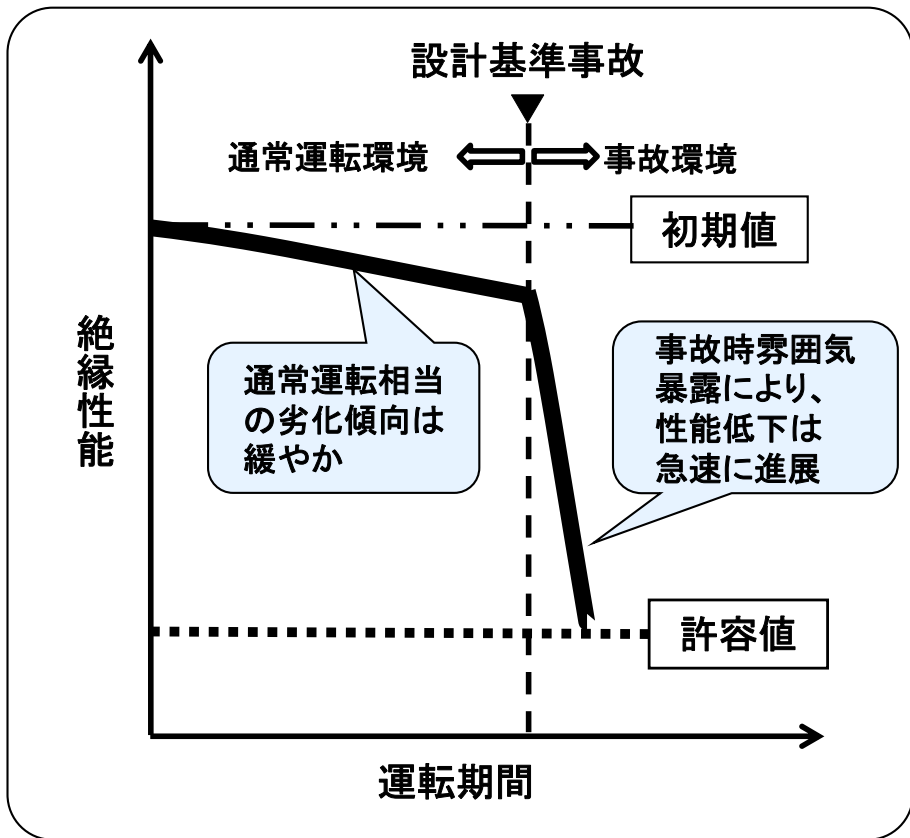 設計基準事故
通常運転環境
事故環境
初期値
絶縁性能
通常運転相当
の劣化傾向は
緩やか
事故時雰囲気
暴露により、
性能低下は
急速に進展
許容値
運転期間